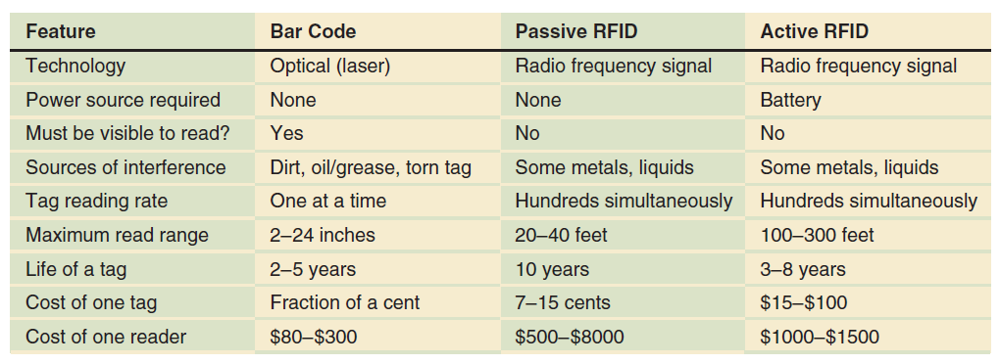 Feature Bar Code Passive RFID Active RFID
Technology Optical (laser) Radio frequency signal Radio frequency signal
Power source required None None Battery
Must be visible to read? Yes No No
Sources of interference Dirt, oil/grease, torn tag Some metals, liquids Some metals, liquids
Tag reading rate One at a time Hundreds simultaneously Hundreds simultaneously
Maximum read range 2–24 inches 20–40 feet 100–300 feet
Life of a tag 2–5 years 10 years 3–8 years
Cost of one tag Fraction of a cent 7–15 cents $15–$100
Cost of one reader $80–$300 $500–$8000 $1000–$1500